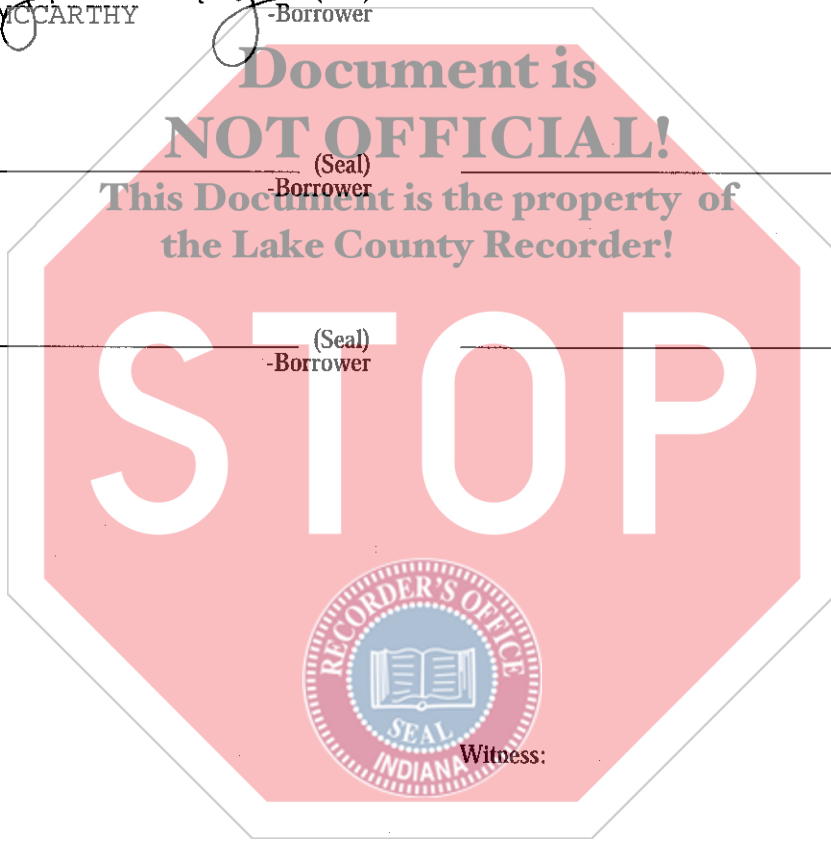 MCCARTHY
-Borrower
Document is
NOT OFFICIAL!
(Seal)
-Borrower
This Document is the property of
the Lake County Recorder!
(Seal)
-Borrower
STOP
RECORDER'S OFFICE
SEAL
INDIANA
Witness: